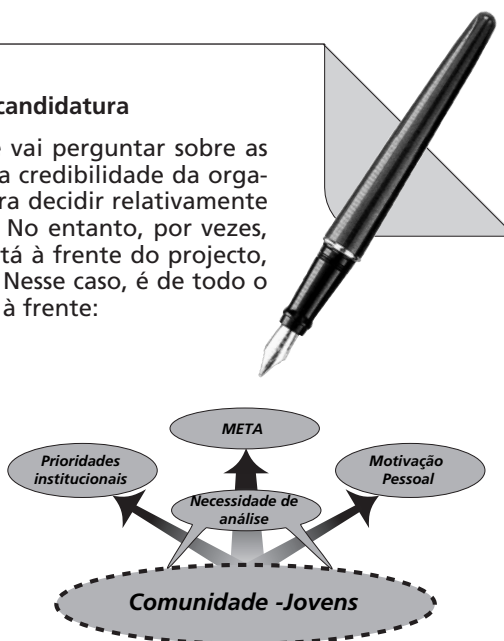 candidatura
vai perguntar sobre as
a credibilidade da orga-
ra decidir relativamente
No entanto, por vezes,
tá à frente do projecto,
Nesse caso, é de todo o
à frente:
META
Prioridades
institucionais
Motivação
Pessoal
Necessidade de
análise
Comunidade -Jovens